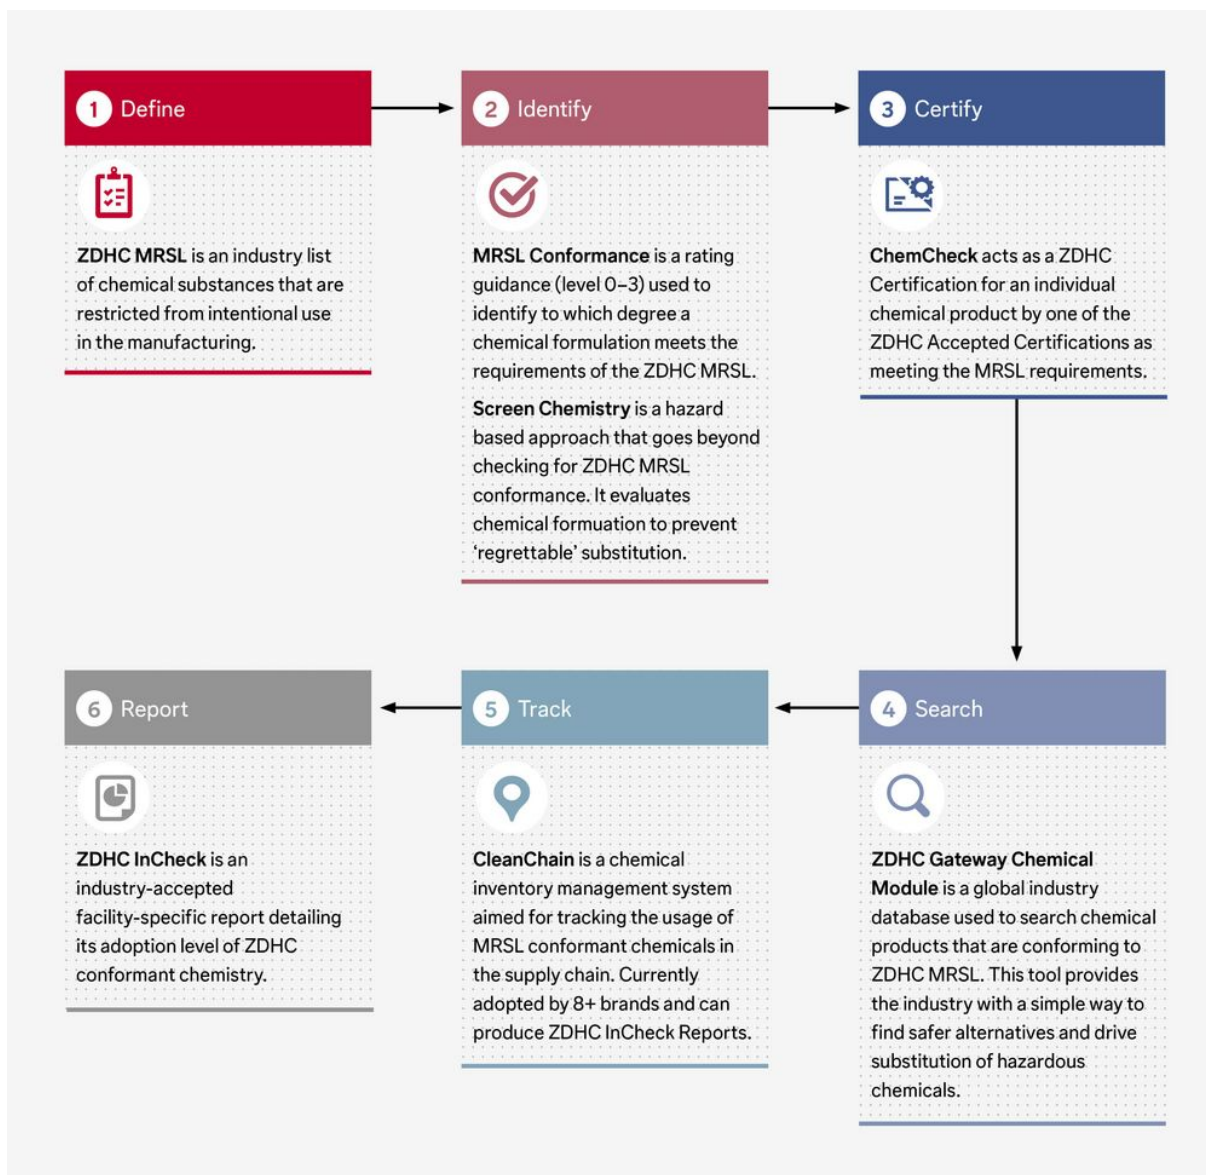 1 Define
ZDHC MRSL is an industry list
of chemical substances that are
restricted from intentional use
in the manufacturing.
2 Identify
MRSL Conformance is a rating
guidance (level 0–3) used to
identify to which degree a
chemical formulation meets the
requirements of the ZDHC MRSL.
Screen Chemistry is a hazard
based approach that goes beyond
checking for ZDHC MRSL
conformance. It evaluates
chemical formuation to prevent
‘regrettable’ substitution.
3 Certify
ChemCheck acts as a ZDHC
Certification for an individual
chemical product by one of the
ZDHC Accepted Certifications as
meeting the MRSL requirements.
4 Search
ZDHC Gateway Chemical
Module is a global industry
database used to search chemical
products that are conforming to
ZDHC MRSL. This tool provides
the industry with a simple way to
find safer alternatives and drive
substitution of hazardous
chemicals.
5 Track
CleanChain is a chemical
inventory management system
aimed for tracking the usage of
MRSL conformant chemicals in
the supply chain. Currently
adopted by 8+ brands and can
produce ZDHC InCheck Reports.
6 Report
ZDHC InCheck is an
industry-accepted
facility-specific report detailing
its adoption level of ZDHC
conformant chemistry.